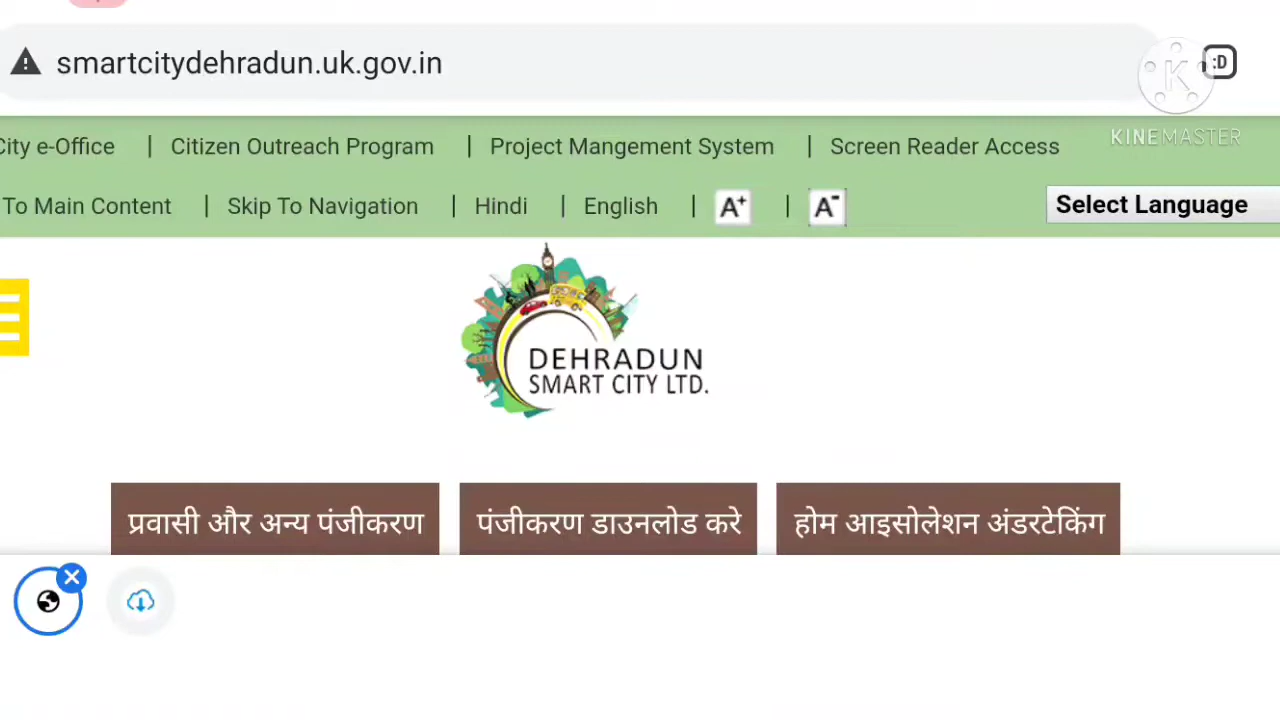 smartcitydehradun.uk.gov.in :D
KINEMASTER
City e-Office | Citizen Outreach Program | Project Mangement System | Screen Reader Access
To Main Content | Skip To Navigation | Hindi | English | A+ | A- Select Language
DEHRADUN
SMART CITY LTD.
प्रवासी और अन्य पंजीकरण पंजीकरण डाउनलोड करे होम आइसोलेशन अंडरटेकिंग